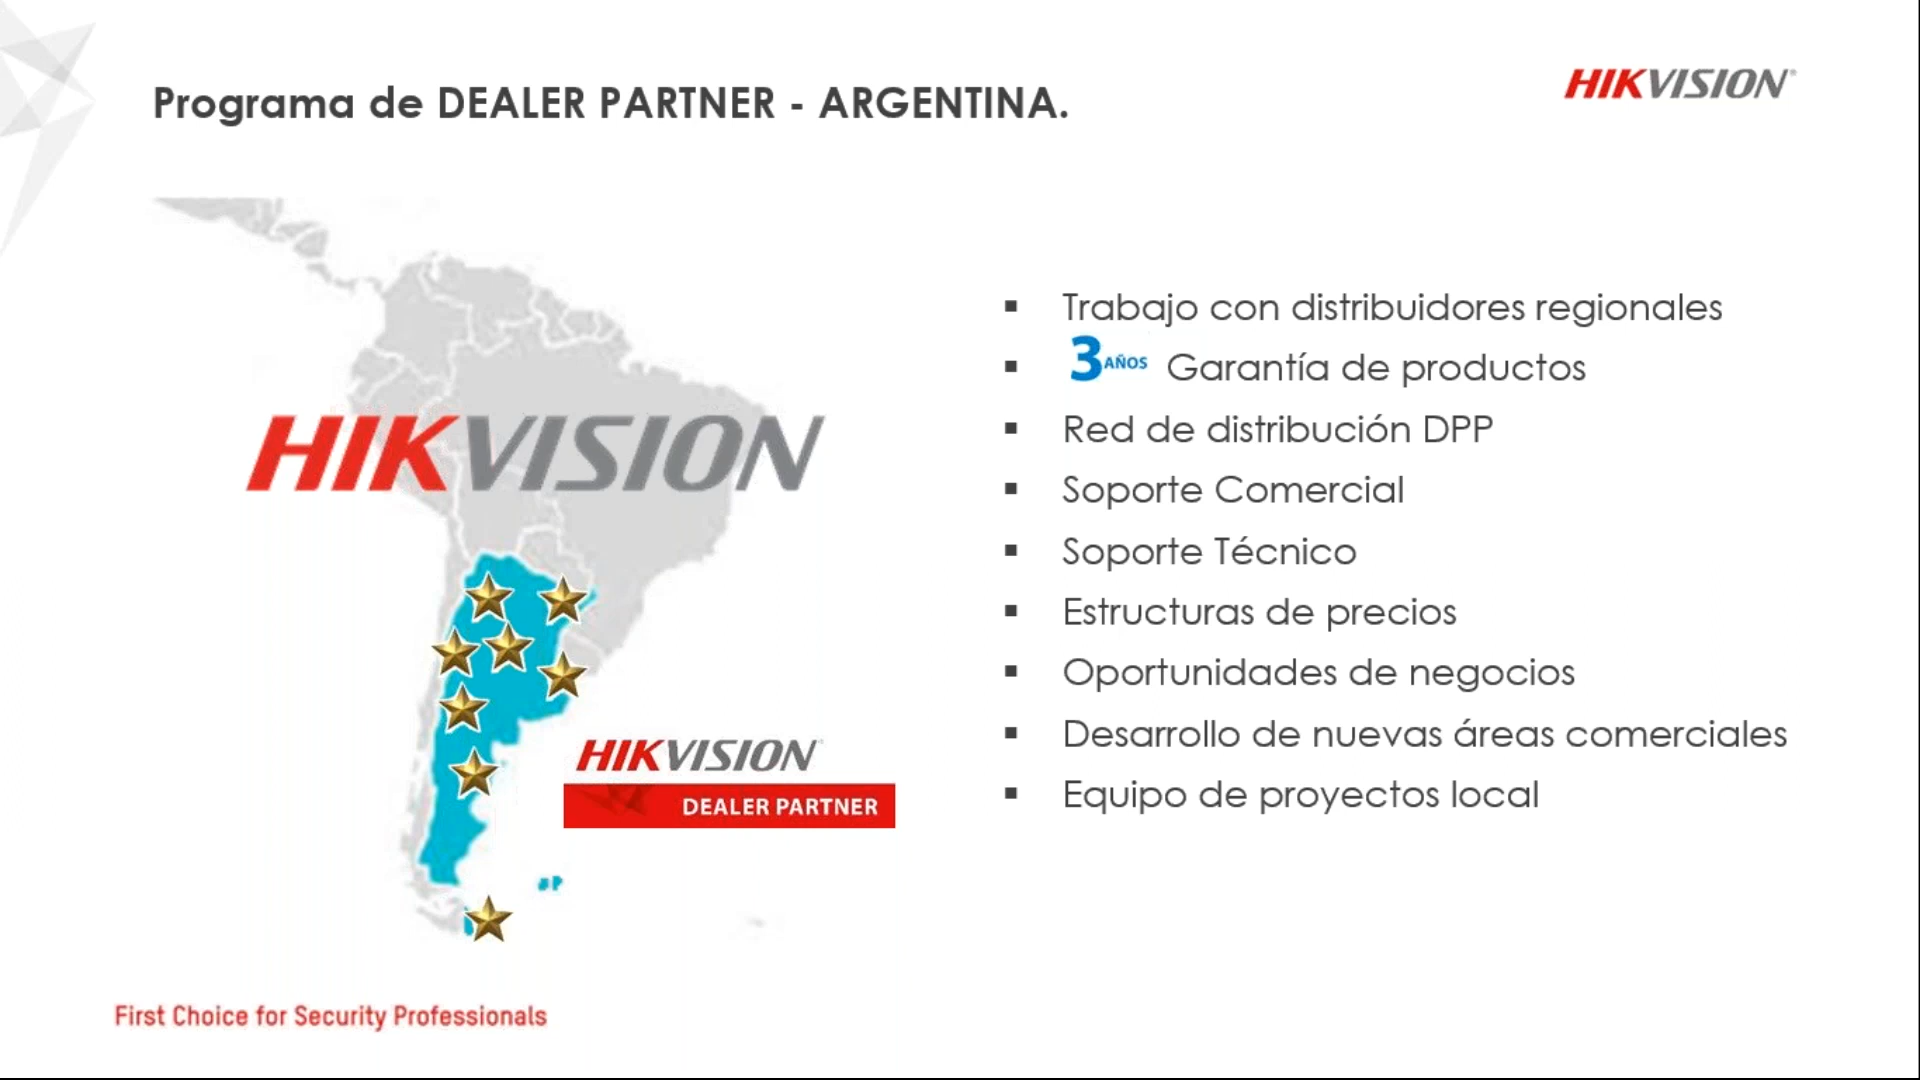 Programa de DEALER PARTNER - ARGENTINA.
HIKVISION
HIKVISION
HIKVISION
DEALER PARTNER
Trabajo con distribuidores regionales
3 AÑOS Garantía de productos
Red de distribución DPP
Soporte Comercial
Soporte Técnico
Estructuras de precios
Oportunidades de negocios
Desarrollo de nuevas áreas comerciales
Equipo de proyectos local
First Choice for Security Professionals